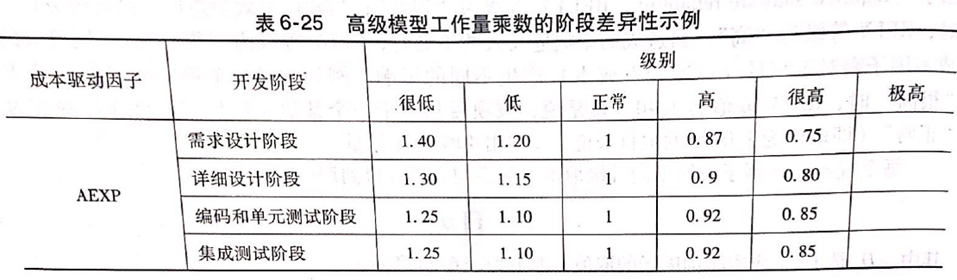 表 6-25 高级模型工作量乘数的阶段差异性示例
成本驱动因子 开发阶段 级别
很低 低 正常 高 很高 极高
AEXP
需求设计阶段 1.40 1.20 1 0.87 0.75
详细设计阶段 1.30 1.15 1 0.9 0.80
编码和单元测试阶段 1.25 1.10 1 0.92 0.85
集成测试阶段 1.25 1.10 1 0.92 0.85